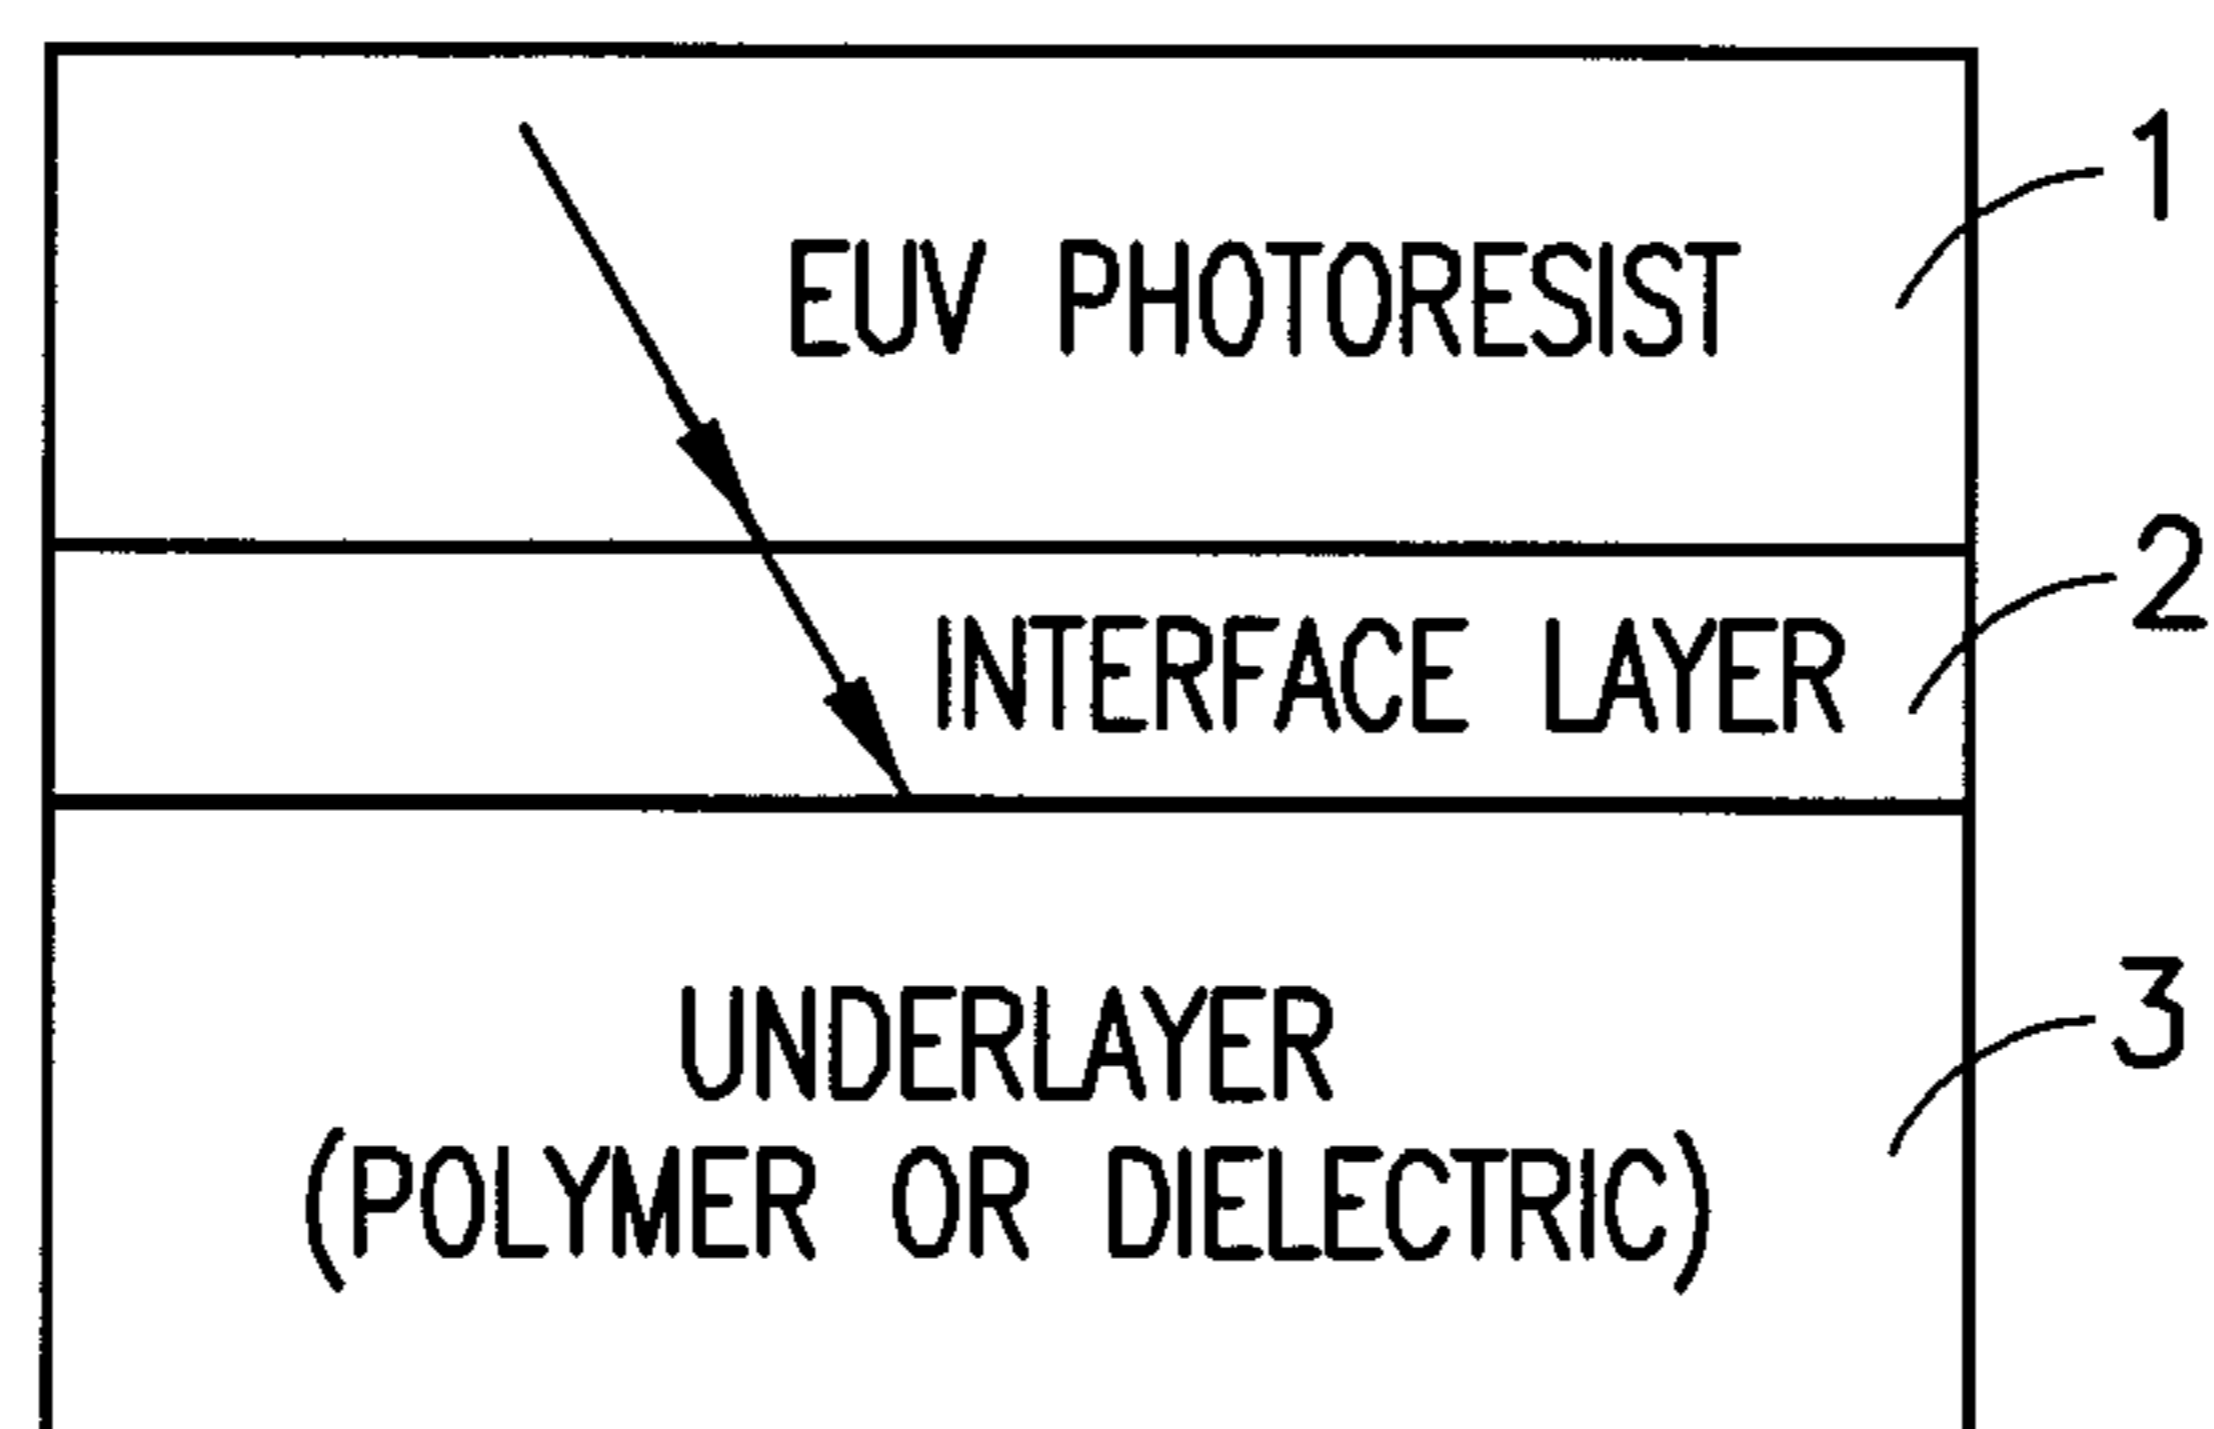 EUV PHOTORESIST
1
INTERFACE LAYER
2
UNDERLAYER
(POLYMER OR DIELECTRIC)
3